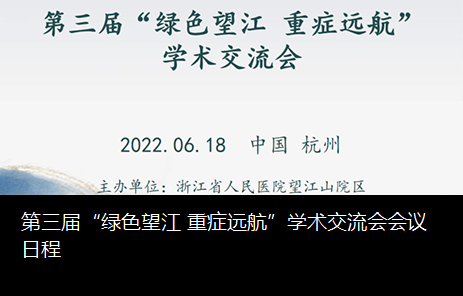 第三届“绿色望江 重症远航”
学术交流会
2022.06.18 中国 杭州
主办单位：浙江省人民医院望江山院区
第三届“绿色望江 重症远航”学术交流会会议
日程